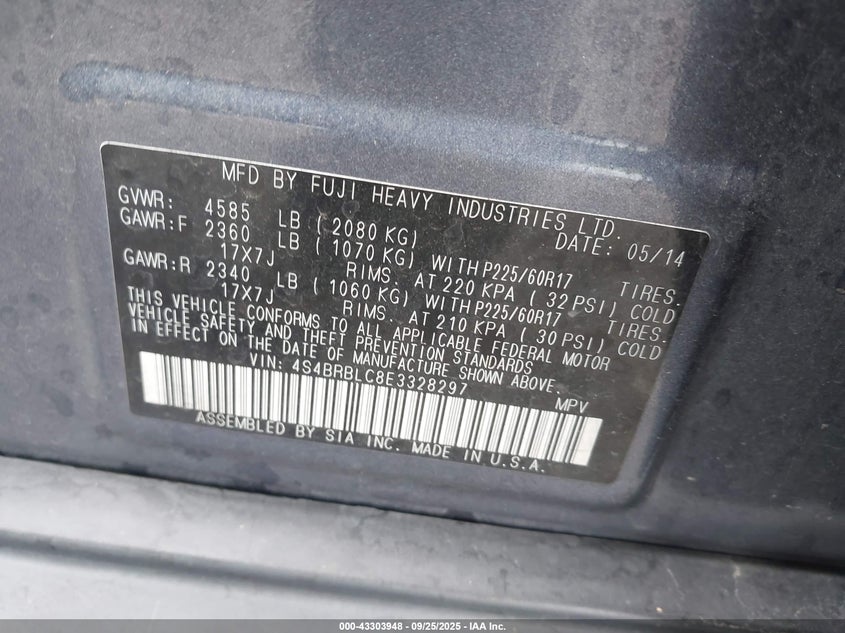 MFD BY FUJI HEAVY INDUSTRIES LTD.
GVWR: 4585 LB ( 2080 KG) DATE: 05/14
GAWR:F 2360 LB ( 1070 KG) WITH P225/60R17 TIRES.
17X7J RIMS. AT 220 KPA ( 32 PSI) COLD
GAWR:R 2340 LB ( 1060 KG) WITH P225/60R17 TIRES.
17X7J RIMS. AT 210 KPA ( 30 PSI) COLD
THIS VEHICLE CONFORMS TO ALL APPLICABLE FEDERAL MOTOR
VEHICLE SAFETY AND THEFT PREVENTION STANDARDS
IN EFFECT ON THE DATE OF MANUFACTURE SHOWN ABOVE.
VIN: 4S4BRBLC8E3328297 MPV
ASSEMBLED BY SIA INC. MADE IN U.S.A.
000-43303948 - 09/25/2025 - IAA Inc.